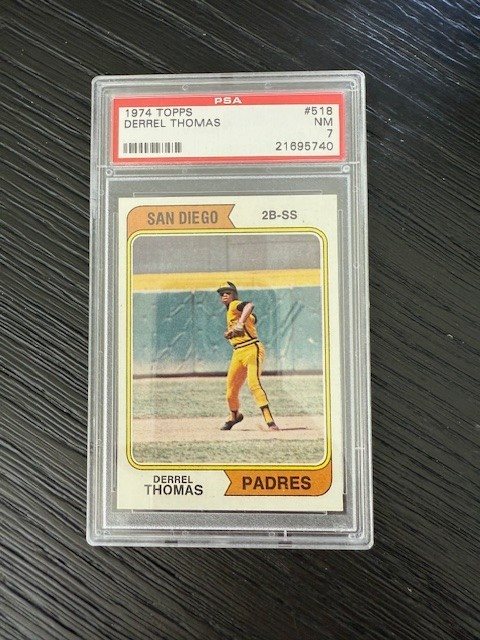 PSA
1974 TOPPS #518
DERREL THOMAS NM
7
21695740
SAN DIEGO 2B-SS
DERREL
THOMAS
PADRES